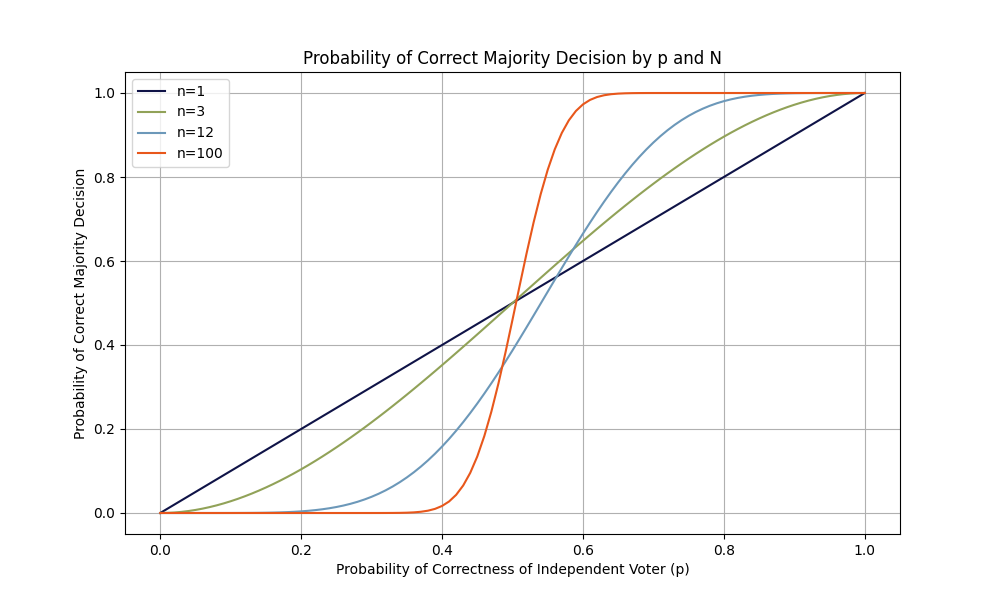 Probability of Correct Majority Decision by p and N
n=1
n=3
n=12
n=100
Probability of Correct Majority Decision
1.0
0.8
0.6
0.4
0.2
0.0
0.0 0.2 0.4 0.6 0.8 1.0
Probability of Correctness of Independent Voter (p)